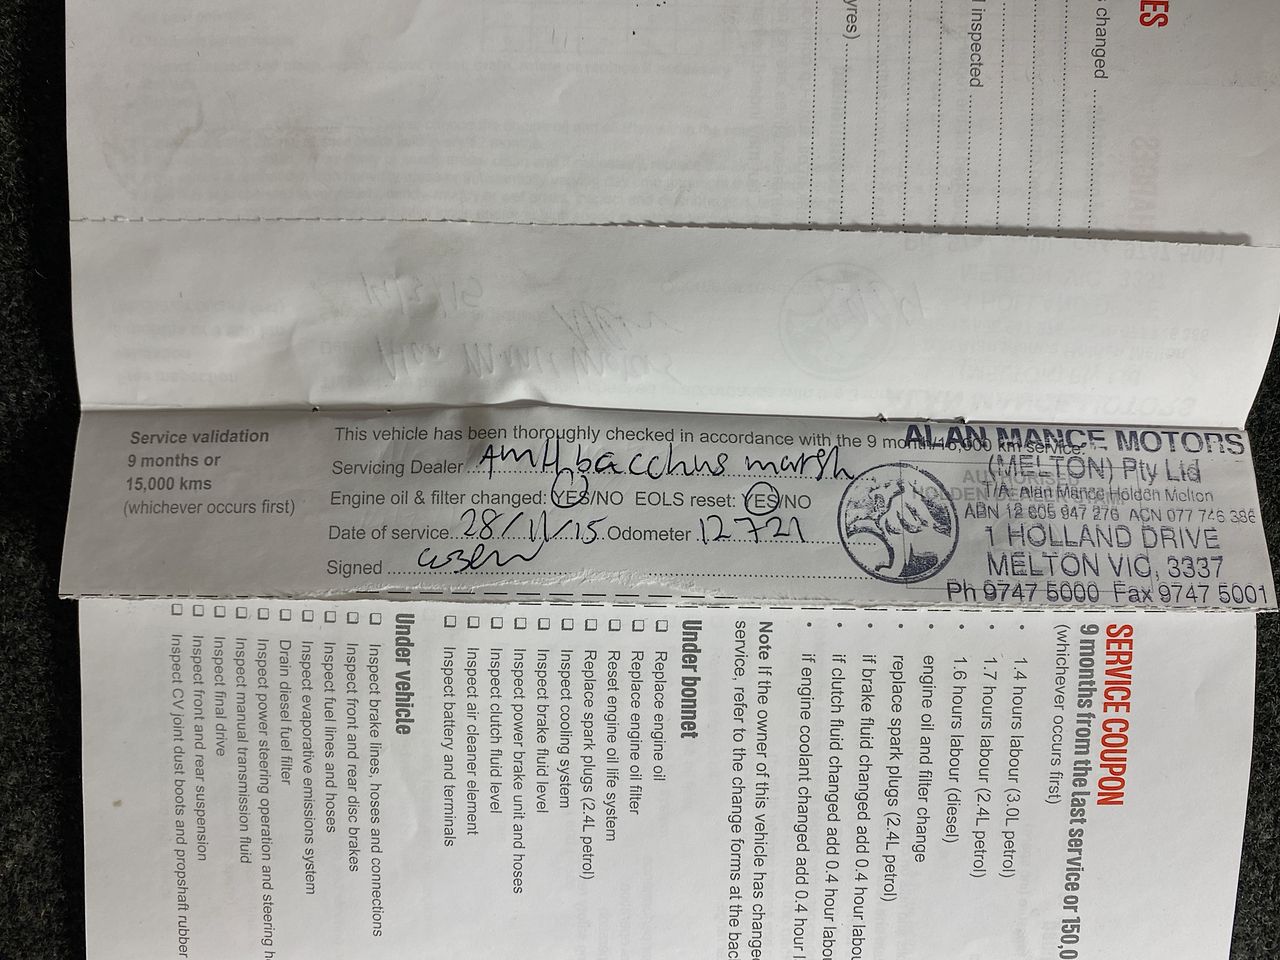 ES
changed
inspected
yres)
Service validation
9 months or
15,000 kms
(whichever occurs first)
This vehicle has been thoroughly checked in accordance with the 9 month/15,000 km service.
Servicing Dealer AMH bacchus marsh
Engine oil & filter changed: YES/NO EOLS reset: YES/NO
Date of service 28/11/15 Odometer 12721
Signed
ALAN MANCE MOTORS
(MELTON) Pty Ltd
T/A Alan Mance Holden Melton
ABN 12 605 947 276 ACN 077 746 386
1 HOLLAND DRIVE
MELTON VIC, 3337
Ph 9747 5000 Fax 9747 5001
SERVICE COUPON
9 months from the last service or 150,0
(whichever occurs first)
• 1.4 hours labour (3.0L petrol)
• 1.7 hours labour (2.4L petrol)
• 1.6 hours labour (diesel)
• engine oil and filter change
• replace spark plugs (2.4L petrol)
• if brake fluid changed add 0.4 hour labou
• if clutch fluid changed add 0.4 hour labou
• if engine coolant changed add 0.4 hour l
Note If the owner of this vehicle has change
service, refer to the change forms at the bac
Under bonnet
Replace engine oil
Replace engine oil filter
Reset engine oil life system
Replace spark plugs (2.4L petrol)
Inspect cooling system
Inspect brake fluid level
Inspect power brake unit and hoses
Inspect clutch fluid level
Inspect air cleaner element
Inspect battery and terminals
Under vehicle
Inspect brake lines, hoses and connections
Inspect front and rear disc brakes
Inspect fuel lines and hoses
Inspect evaporative emissions system
Drain diesel fuel filter
Inspect power steering operation and steering h
Inspect manual transmission fluid
Inspect final drive
Inspect front and rear suspension
Inspect CV joint dust boots and propshaft rubber